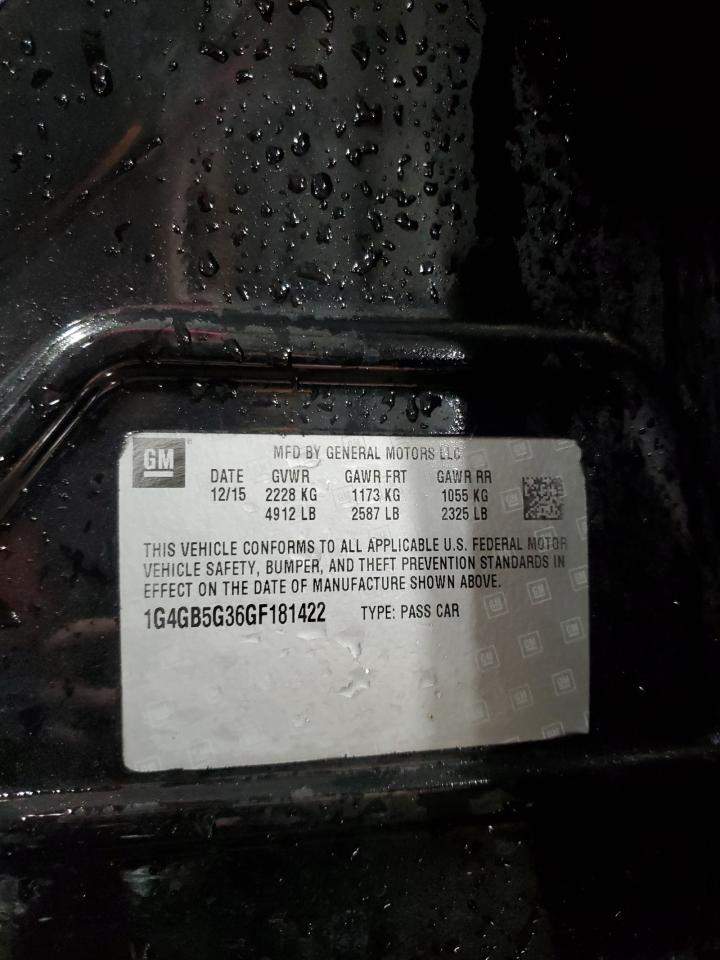 GM
MFD BY GENERAL MOTORS LLC
DATE GVWR GAWR FRT GAWR RR
12/15 2228 KG 1173 KG 1055 KG
4912 LB 2587 LB 2325 LB
THIS VEHICLE CONFORMS TO ALL APPLICABLE U.S. FEDERAL MOTOR
VEHICLE SAFETY, BUMPER, AND THEFT PREVENTION STANDARDS IN
EFFECT ON THE DATE OF MANUFACTURE SHOWN ABOVE.
1G4GB5G36GF181422 TYPE: PASS CAR